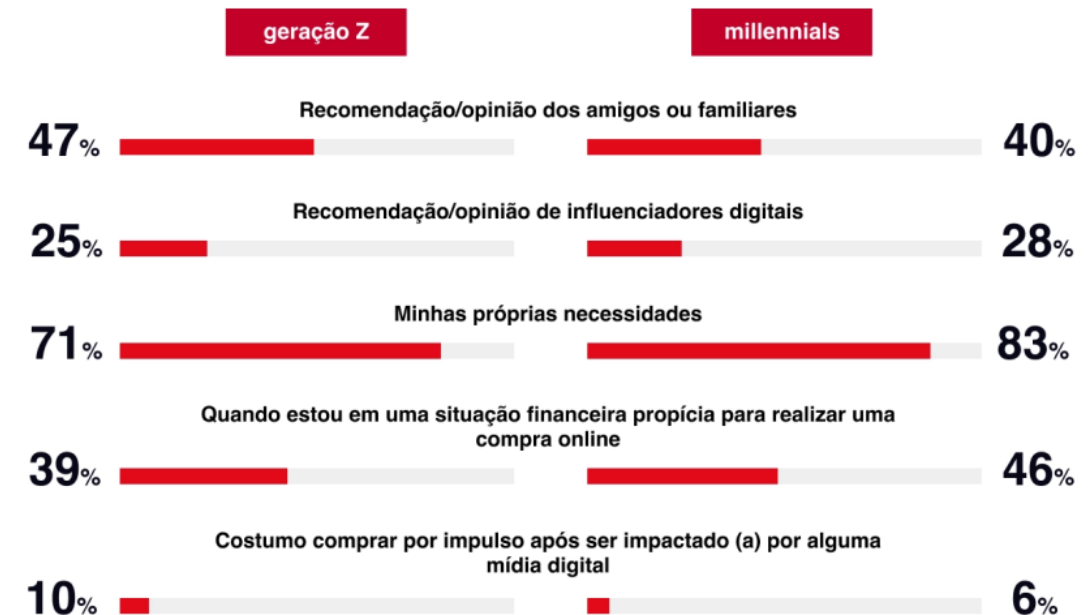 geração Z
millennials
Recomendação/opinião dos amigos ou familiares
47%
40%
Recomendação/opinião de influenciadores digitais
25%
28%
Minhas próprias necessidades
71%
83%
Quando estou em uma situação financeira propícia para realizar uma
compra online
39%
46%
Costumo comprar por impulso após ser impactado (a) por alguma
mídia digital
10%
6%